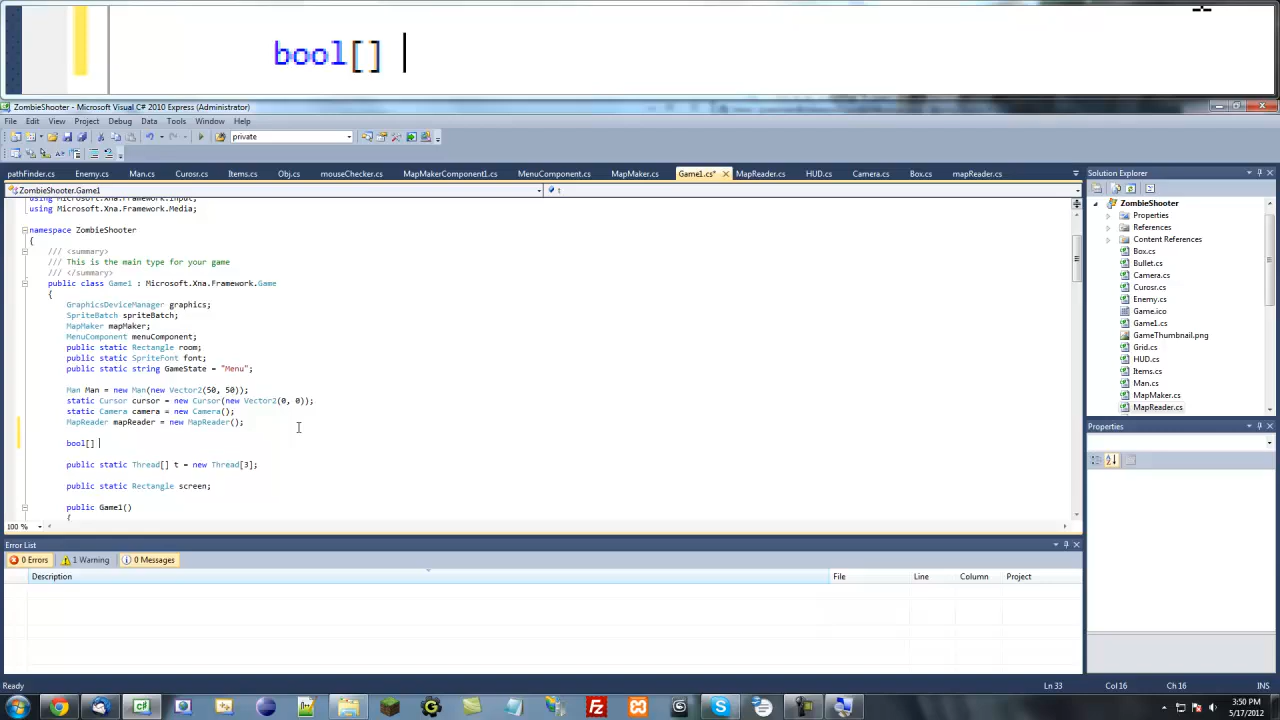 bool[]
ZombieShooter - Microsoft Visual C# 2010 Express (Administrator)
File Edit View Project Debug Data Tools Window Help
private
pathFinder.cs Enemy.cs Man.cs Curosr.cs Items.cs Obj.cs mouseChecker.cs MapMakerComponent1.cs MenuComponent.cs MapMaker.cs Game1.cs* MapReader.cs HUD.cs Camera.cs Box.cs mapReader.cs
ZombieShooter.Game1 t
using Microsoft.Xna.Framework.Input;
using Microsoft.Xna.Framework.Media;
namespace ZombieShooter
{
/// <summary>
/// This is the main type for your game
/// </summary>
public class Game1 : Microsoft.Xna.Framework.Game
{
GraphicsDeviceManager graphics;
SpriteBatch spriteBatch;
MapMaker mapMaker;
MenuComponent menuComponent;
public static Rectangle room;
public static SpriteFont font;
public static string GameState = "Menu";
Man Man = new Man(new Vector2(50, 50));
static Cursor cursor = new Cursor(new Vector2(0, 0));
static Camera camera = new Camera();
MapReader mapReader = new MapReader();
bool[]
public static Thread[] t = new Thread[3];
public static Rectangle screen;
public Game1()
{
100 %
Solution Explorer
ZombieShooter
Properties
References
Content References
Box.cs
Bullet.cs
Camera.cs
Curosr.cs
Enemy.cs
Game.ico
Game1.cs
GameThumbnail.png
Grid.cs
HUD.cs
Items.cs
Man.cs
MapMaker.cs
MapReader.cs
Properties
Error List
0 Errors 1 Warning 0 Messages
Description File Line Column Project
Ready Ln 33 Col 16 Ch 16 INS
3:50 PM
5/17/2012